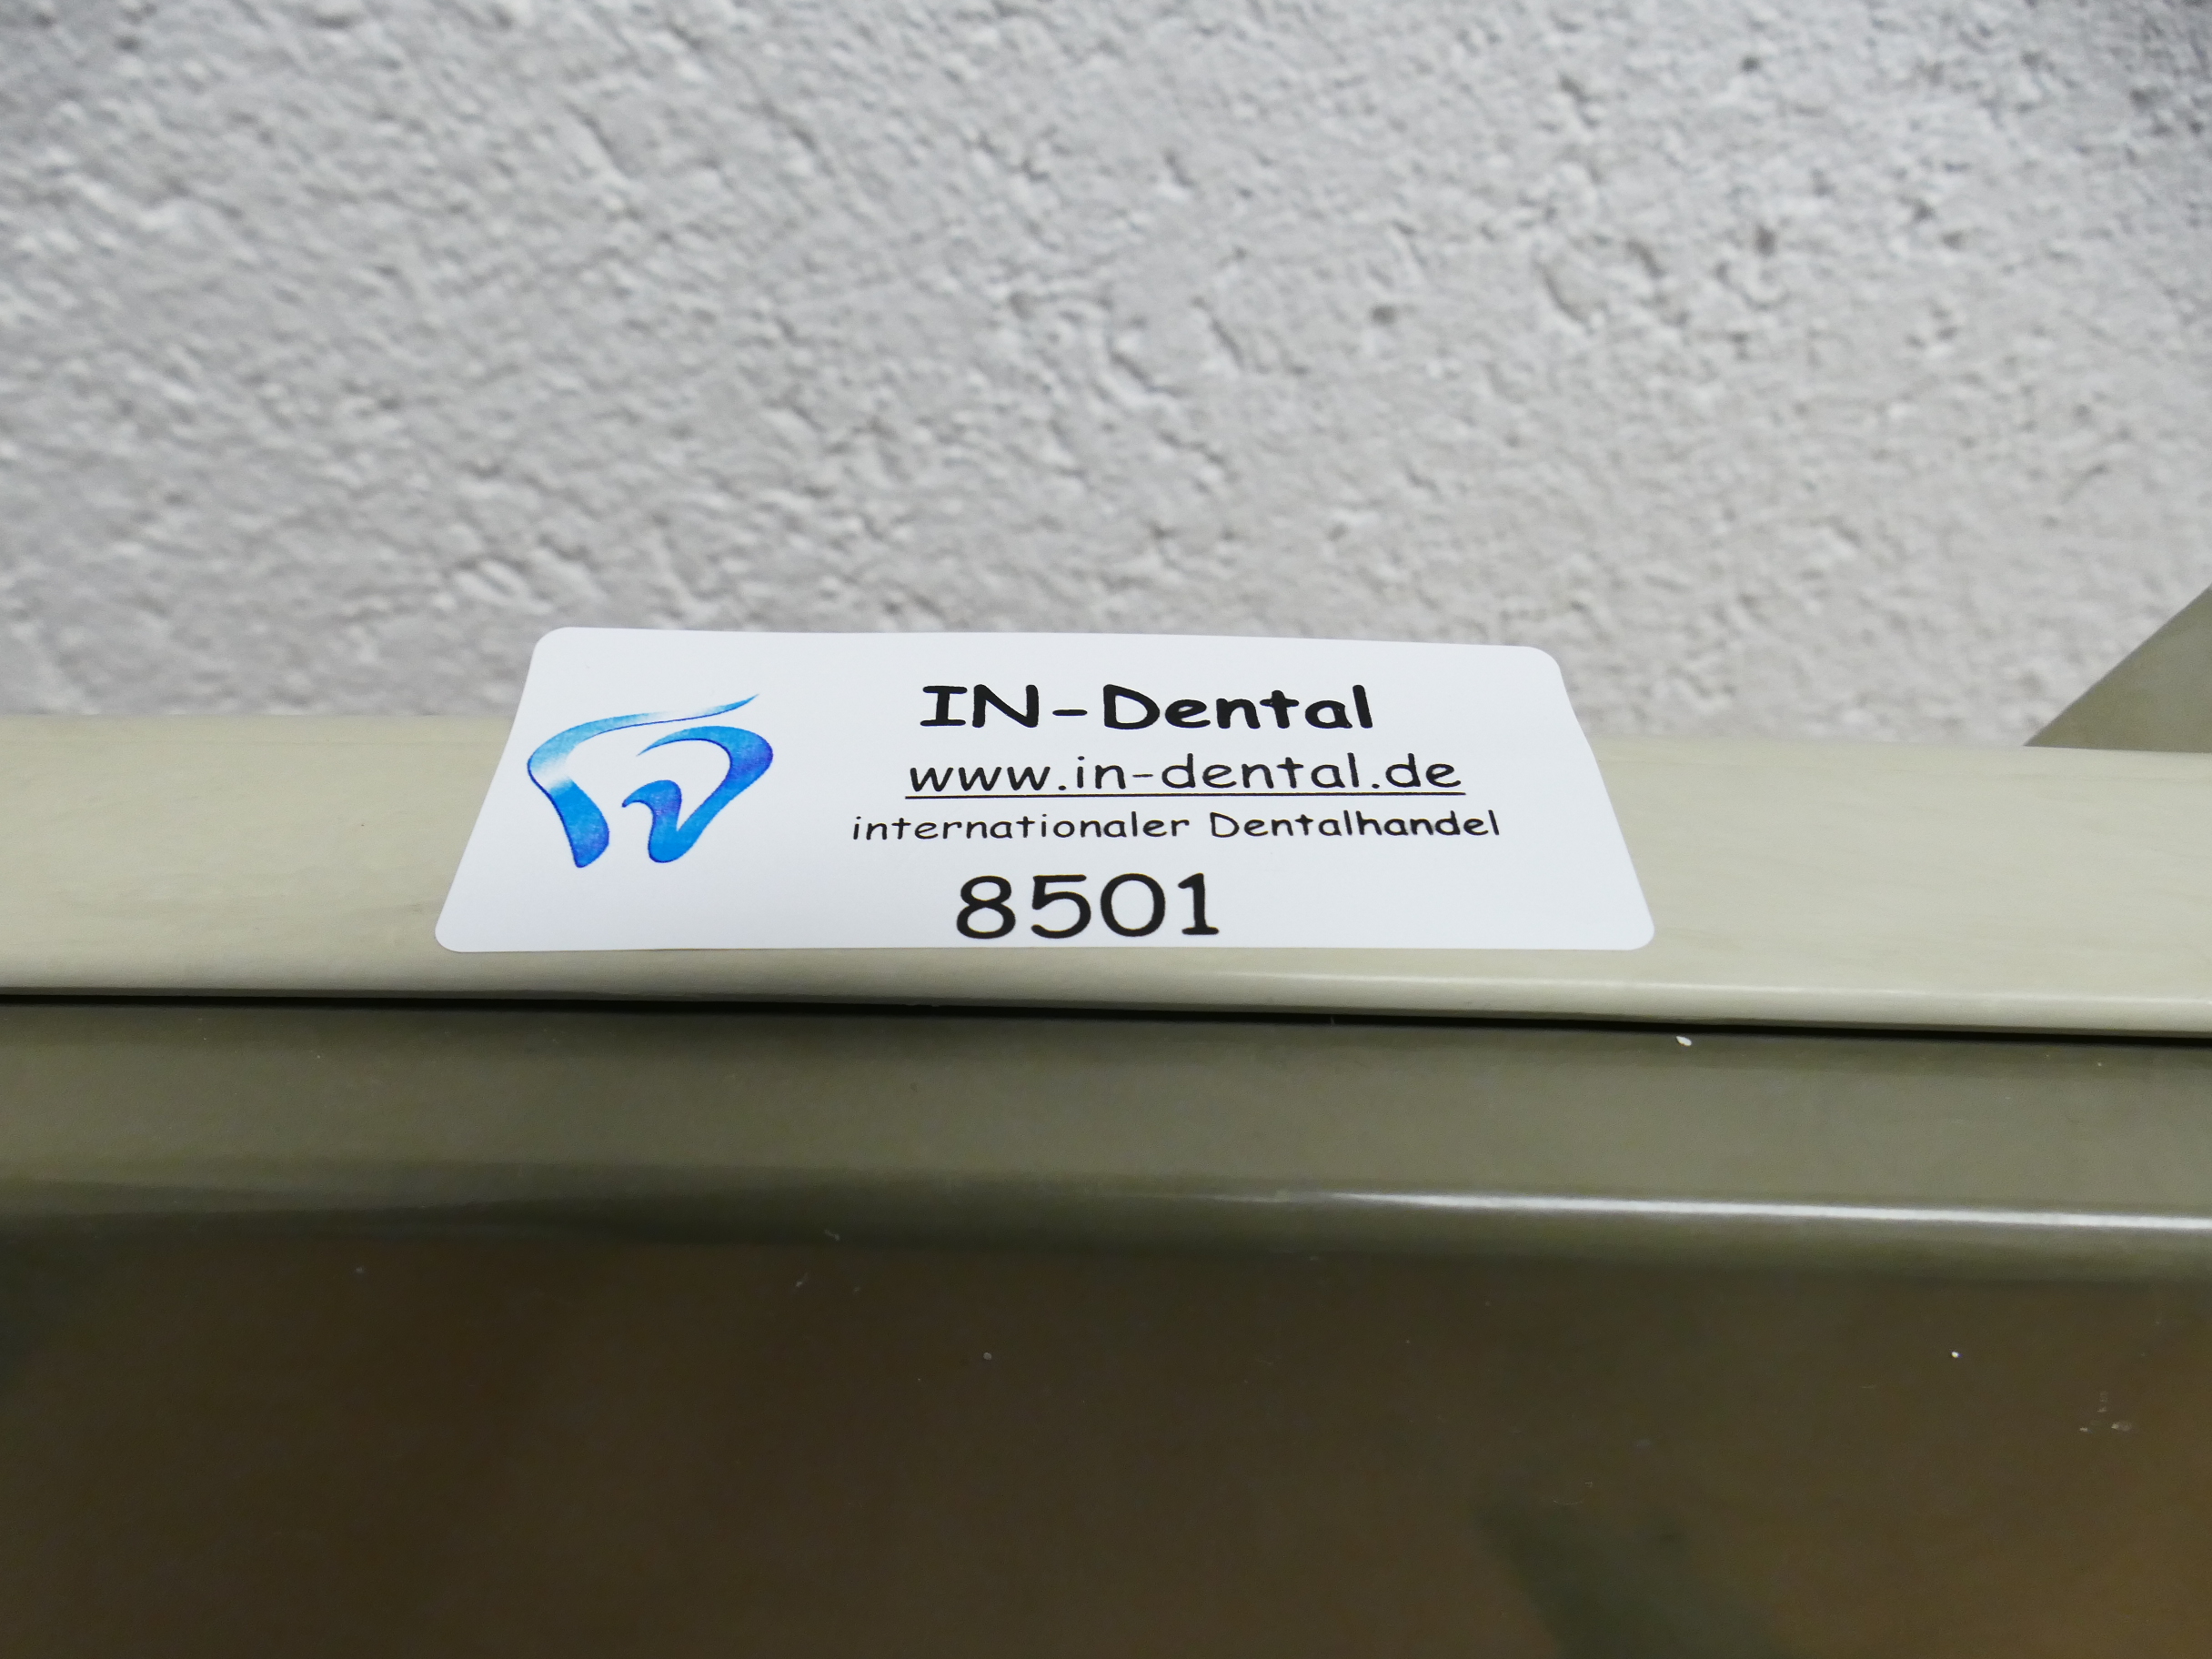 IN-Dental
www.in-dental.de
internationaler Dentalhandel
8501